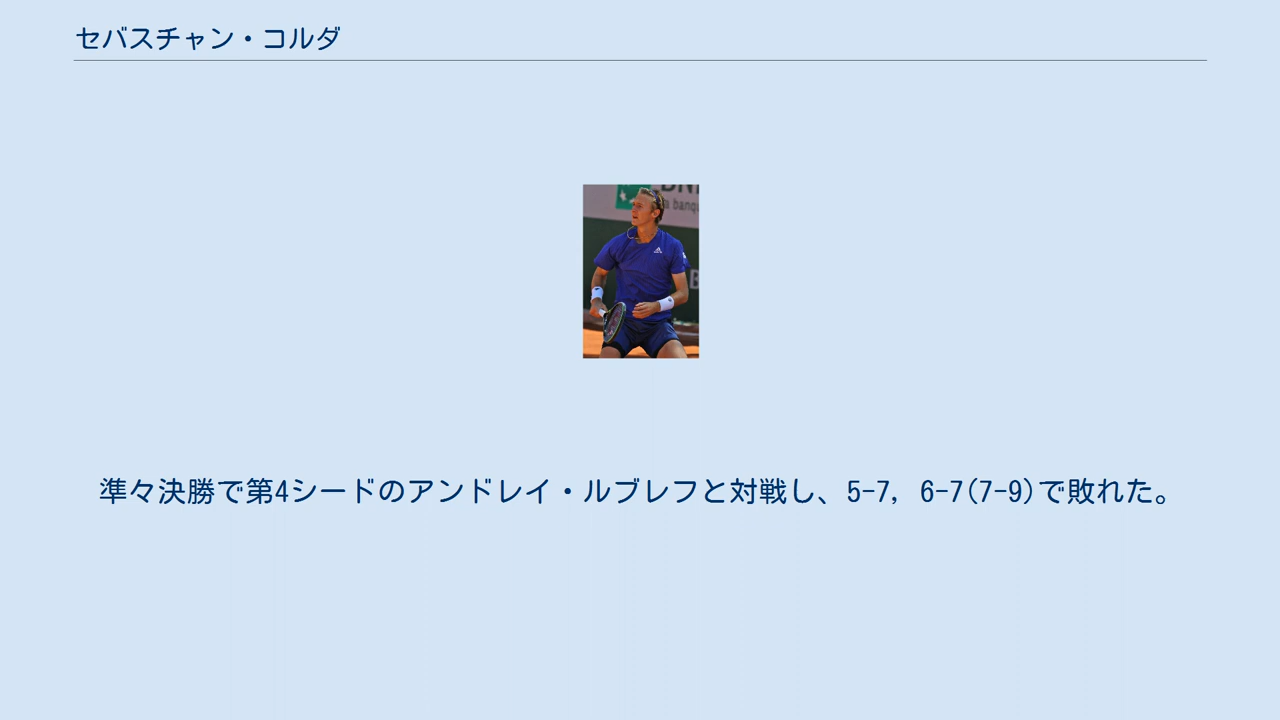 セバスチャン・コルダ
BN
a banq
B
準々決勝で第4シードのアンドレイ・ルブレフと対戦し、5-7, 6-7(7-9)で敗れた。